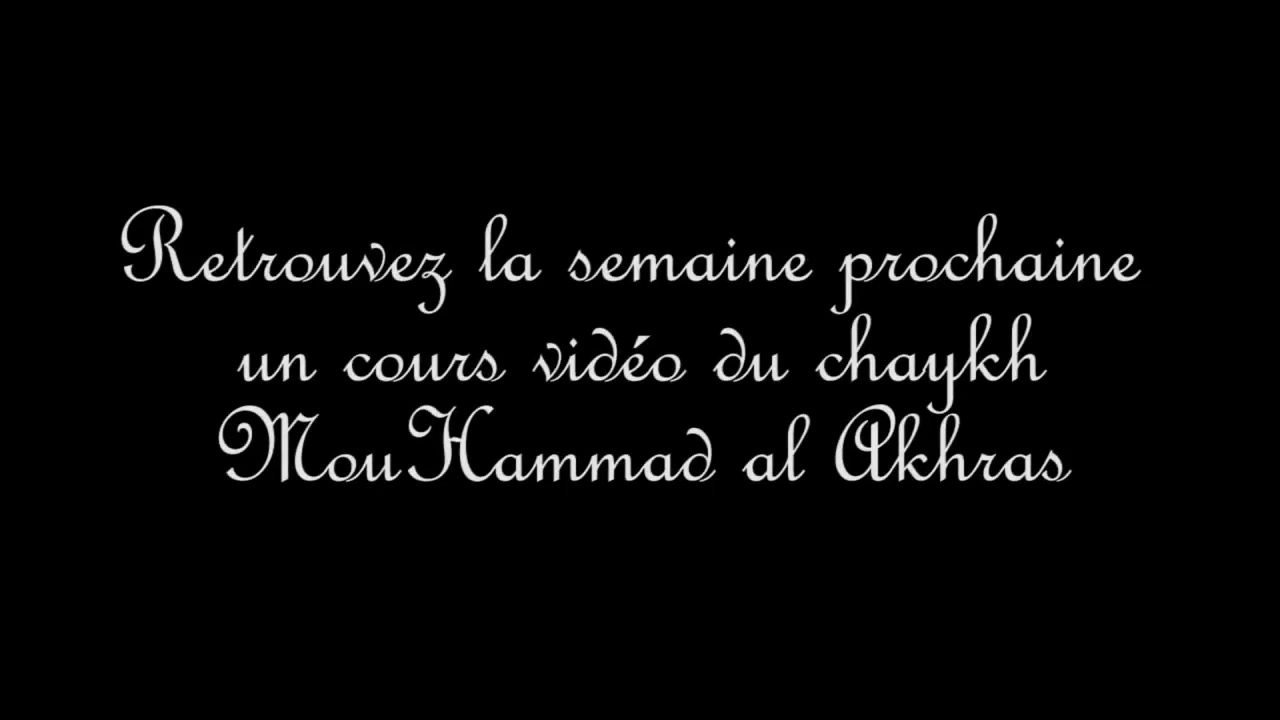 Retrouvez la semaine prochaine
un cours vidéo du chaykh
MouHammad al Akhras